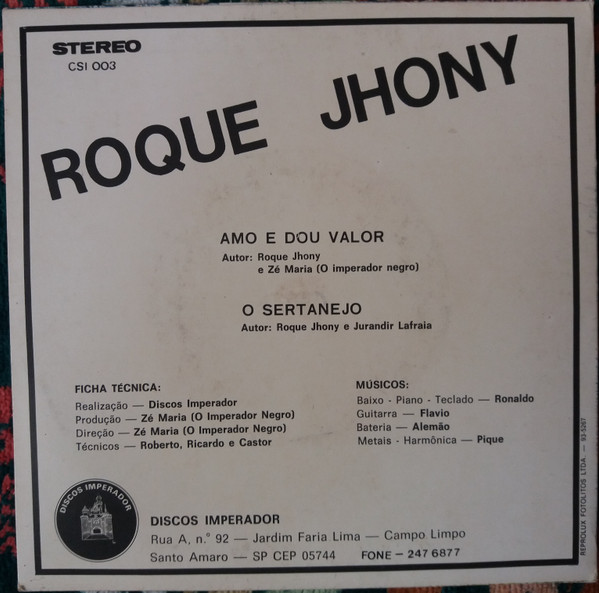 STEREO
CSI 003
ROQUE JHONY
AMO E DOU VALOR
Autor: Roque Jhony
e Zé Maria (O imperador negro)
O SERTANEJO
Autor: Roque Jhony e Jurandir Lafraia
FICHA TÉCNICA:
Realização — Discos Imperador
Produção — Zé Maria (O Imperador Negro)
Direção — Zé Maria (O Imperador Negro)
Técnicos — Roberto, Ricardo e Castor
MÚSICOS:
Baixo - Piano - Teclado — Ronaldo
Guitarra — Flavio
Bateria — Alemão
Metais - Harmônica — Pique
DISCOS IMPERADOR
DISCOS IMPERADOR
Rua A, n.º 92 — Jardim Faria Lima — Campo Limpo
Santo Amaro — SP CEP 05744 FONE — 247 6877
REPROLUX FOTOLITOS LTDA. — 93-5267